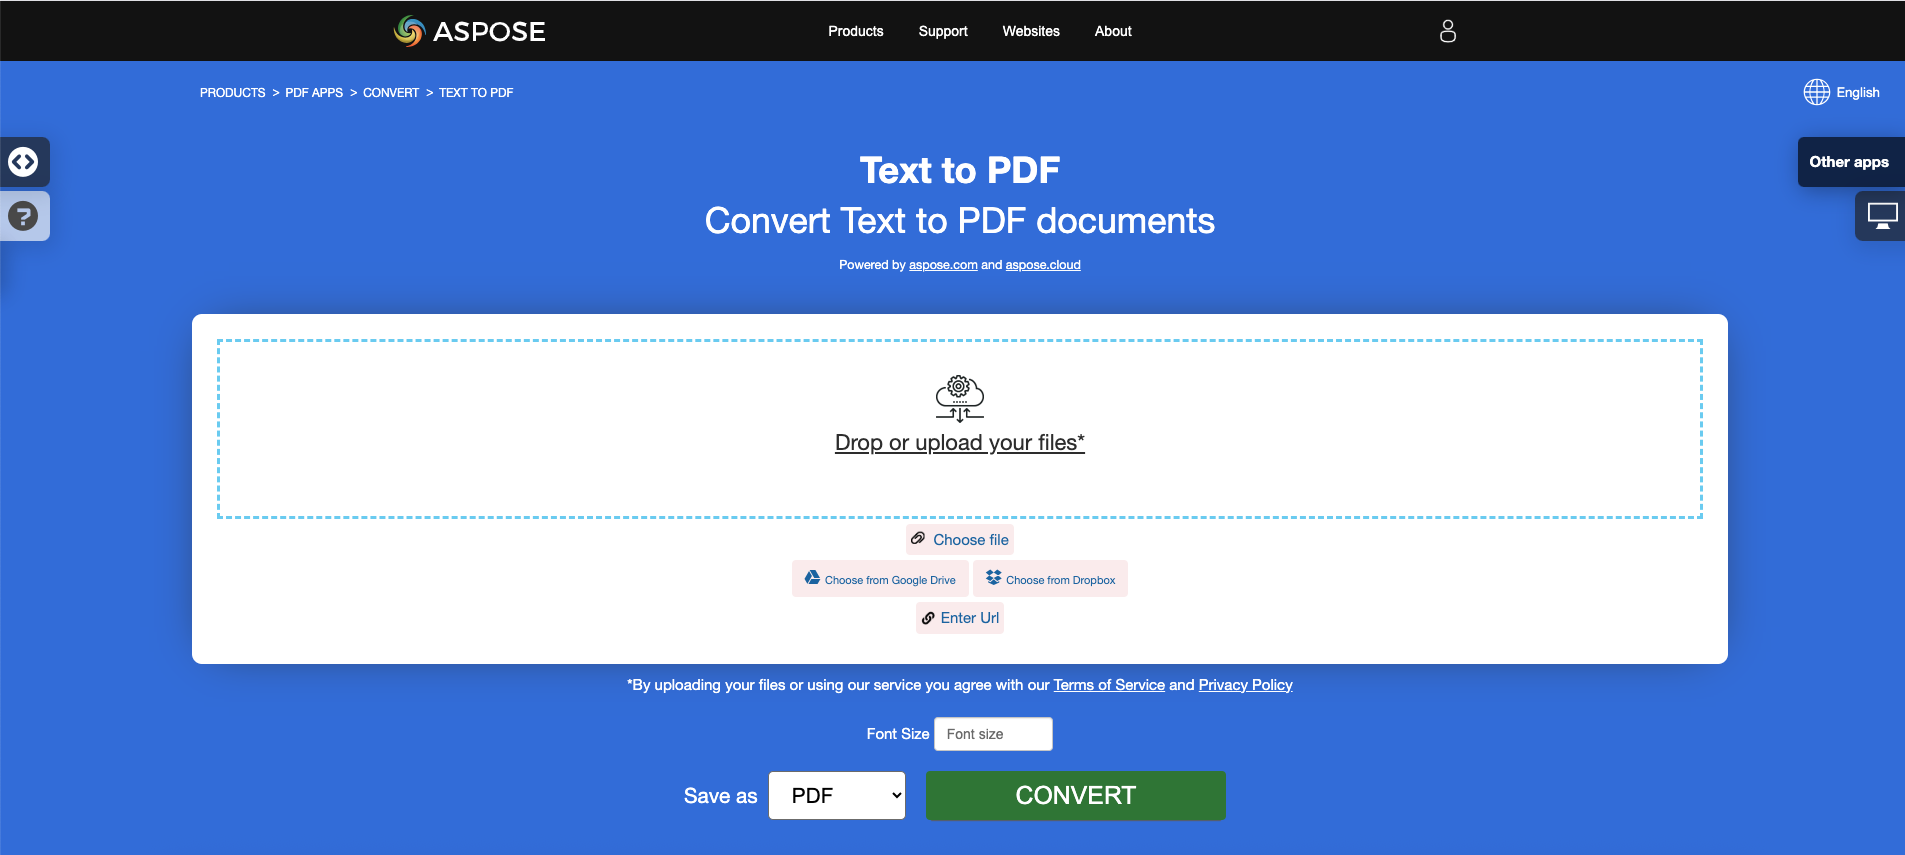 ASPOSE
Products Support Websites About
PRODUCTS > PDF APPS > CONVERT > TEXT TO PDF
English
Other apps
Text to PDF
Convert Text to PDF documents
Powered by aspose.com and aspose.cloud
Drop or upload your files*
Choose file
Choose from Google Drive Choose from Dropbox
Enter Url
*By uploading your files or using our service you agree with our Terms of Service and Privacy Policy
Font Size Font size
Save as PDF CONVERT